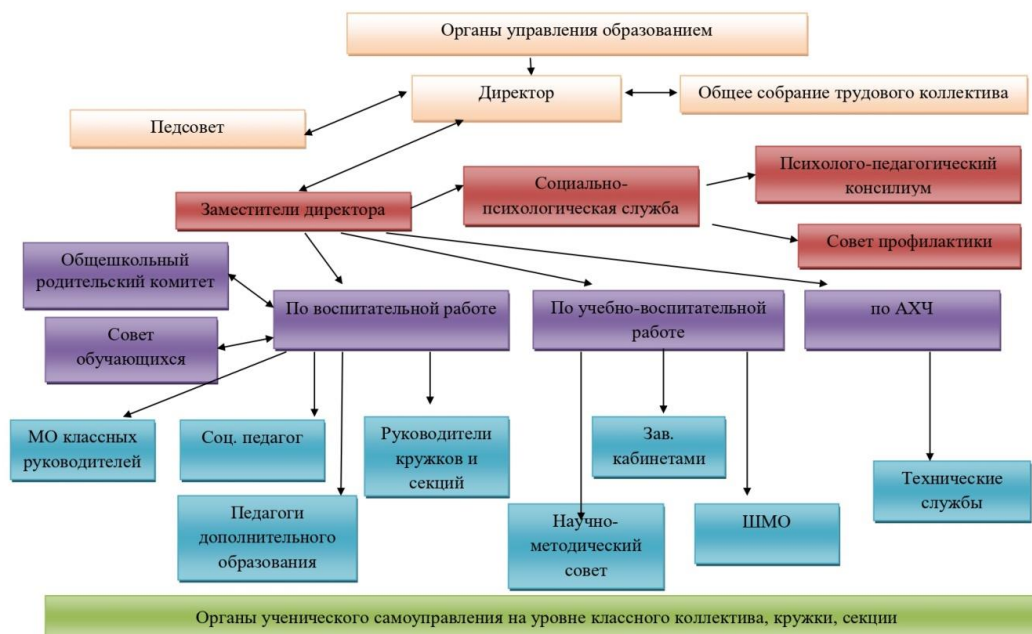 Органы управления образованием
Директор
Общее собрание трудового коллектива
Педсовет
Психолого-педагогический
консилиум
Социально-
психологическая служба
Заместители директора
Совет профилактики
Общешкольный
родительский комитет
По воспитательной работе
По учебно-воспитательной
работе
по АХЧ
Совет
обучающихся
МО классных
руководителей
Соц. педагог
Руководители
кружков и
секций
Зав.
кабинетами
Технические
службы
Педагоги
дополнительного
образования
Научно-
методический
совет
ШМО
Органы ученического самоуправления на уровне классного коллектива, кружки, секции